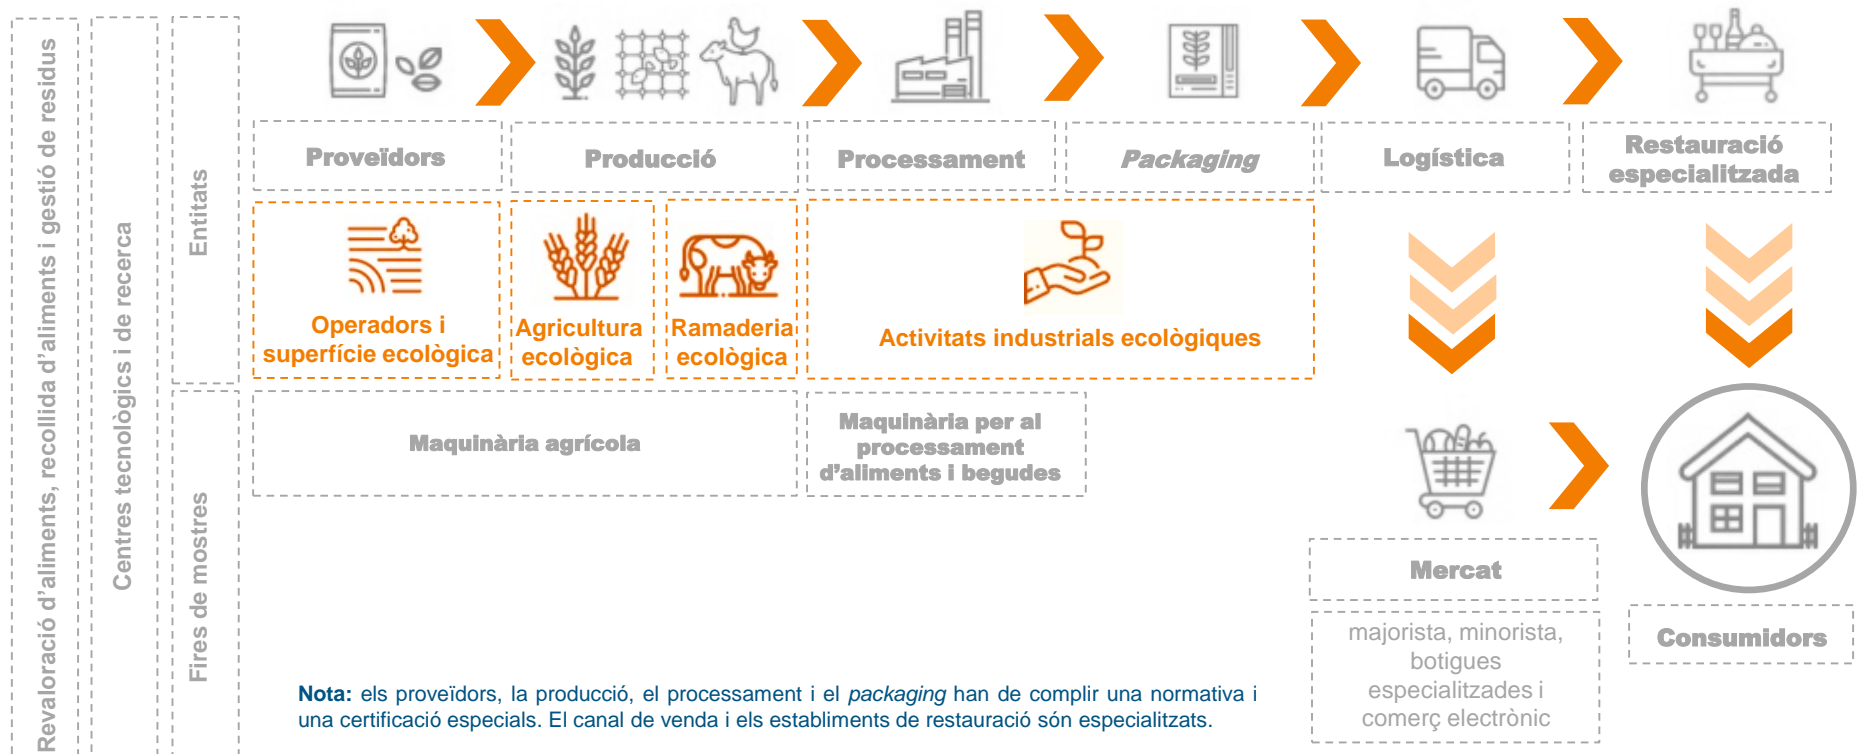 Revaloració d'aliments, recollida d'aliments i gestió de residus
Centres tecnològics i de recerca
Entitats
Fires de mostres
Proveïdors
Producció
Processament
Packaging
Logística
Restauració
especialitzada
Operadors i
superfície ecològica
Agricultura
ecològica
Ramaderia
ecològica
Activitats industrials ecològiques
Maquinària agrícola
Maquinària per al
processament
d'aliments i begudes
Mercat
majorista, minorista,
botigues
especialitzades i
comerç electrònic
Consumidors
Nota: els proveïdors, la producció, el processament i el packaging han de complir una normativa i
una certificació especials. El canal de venda i els establiments de restauració són especialitzats.